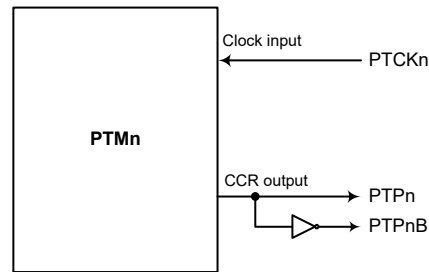 Clock input
PTCKn
PTMn
CCR output
PTPn
PTPnB